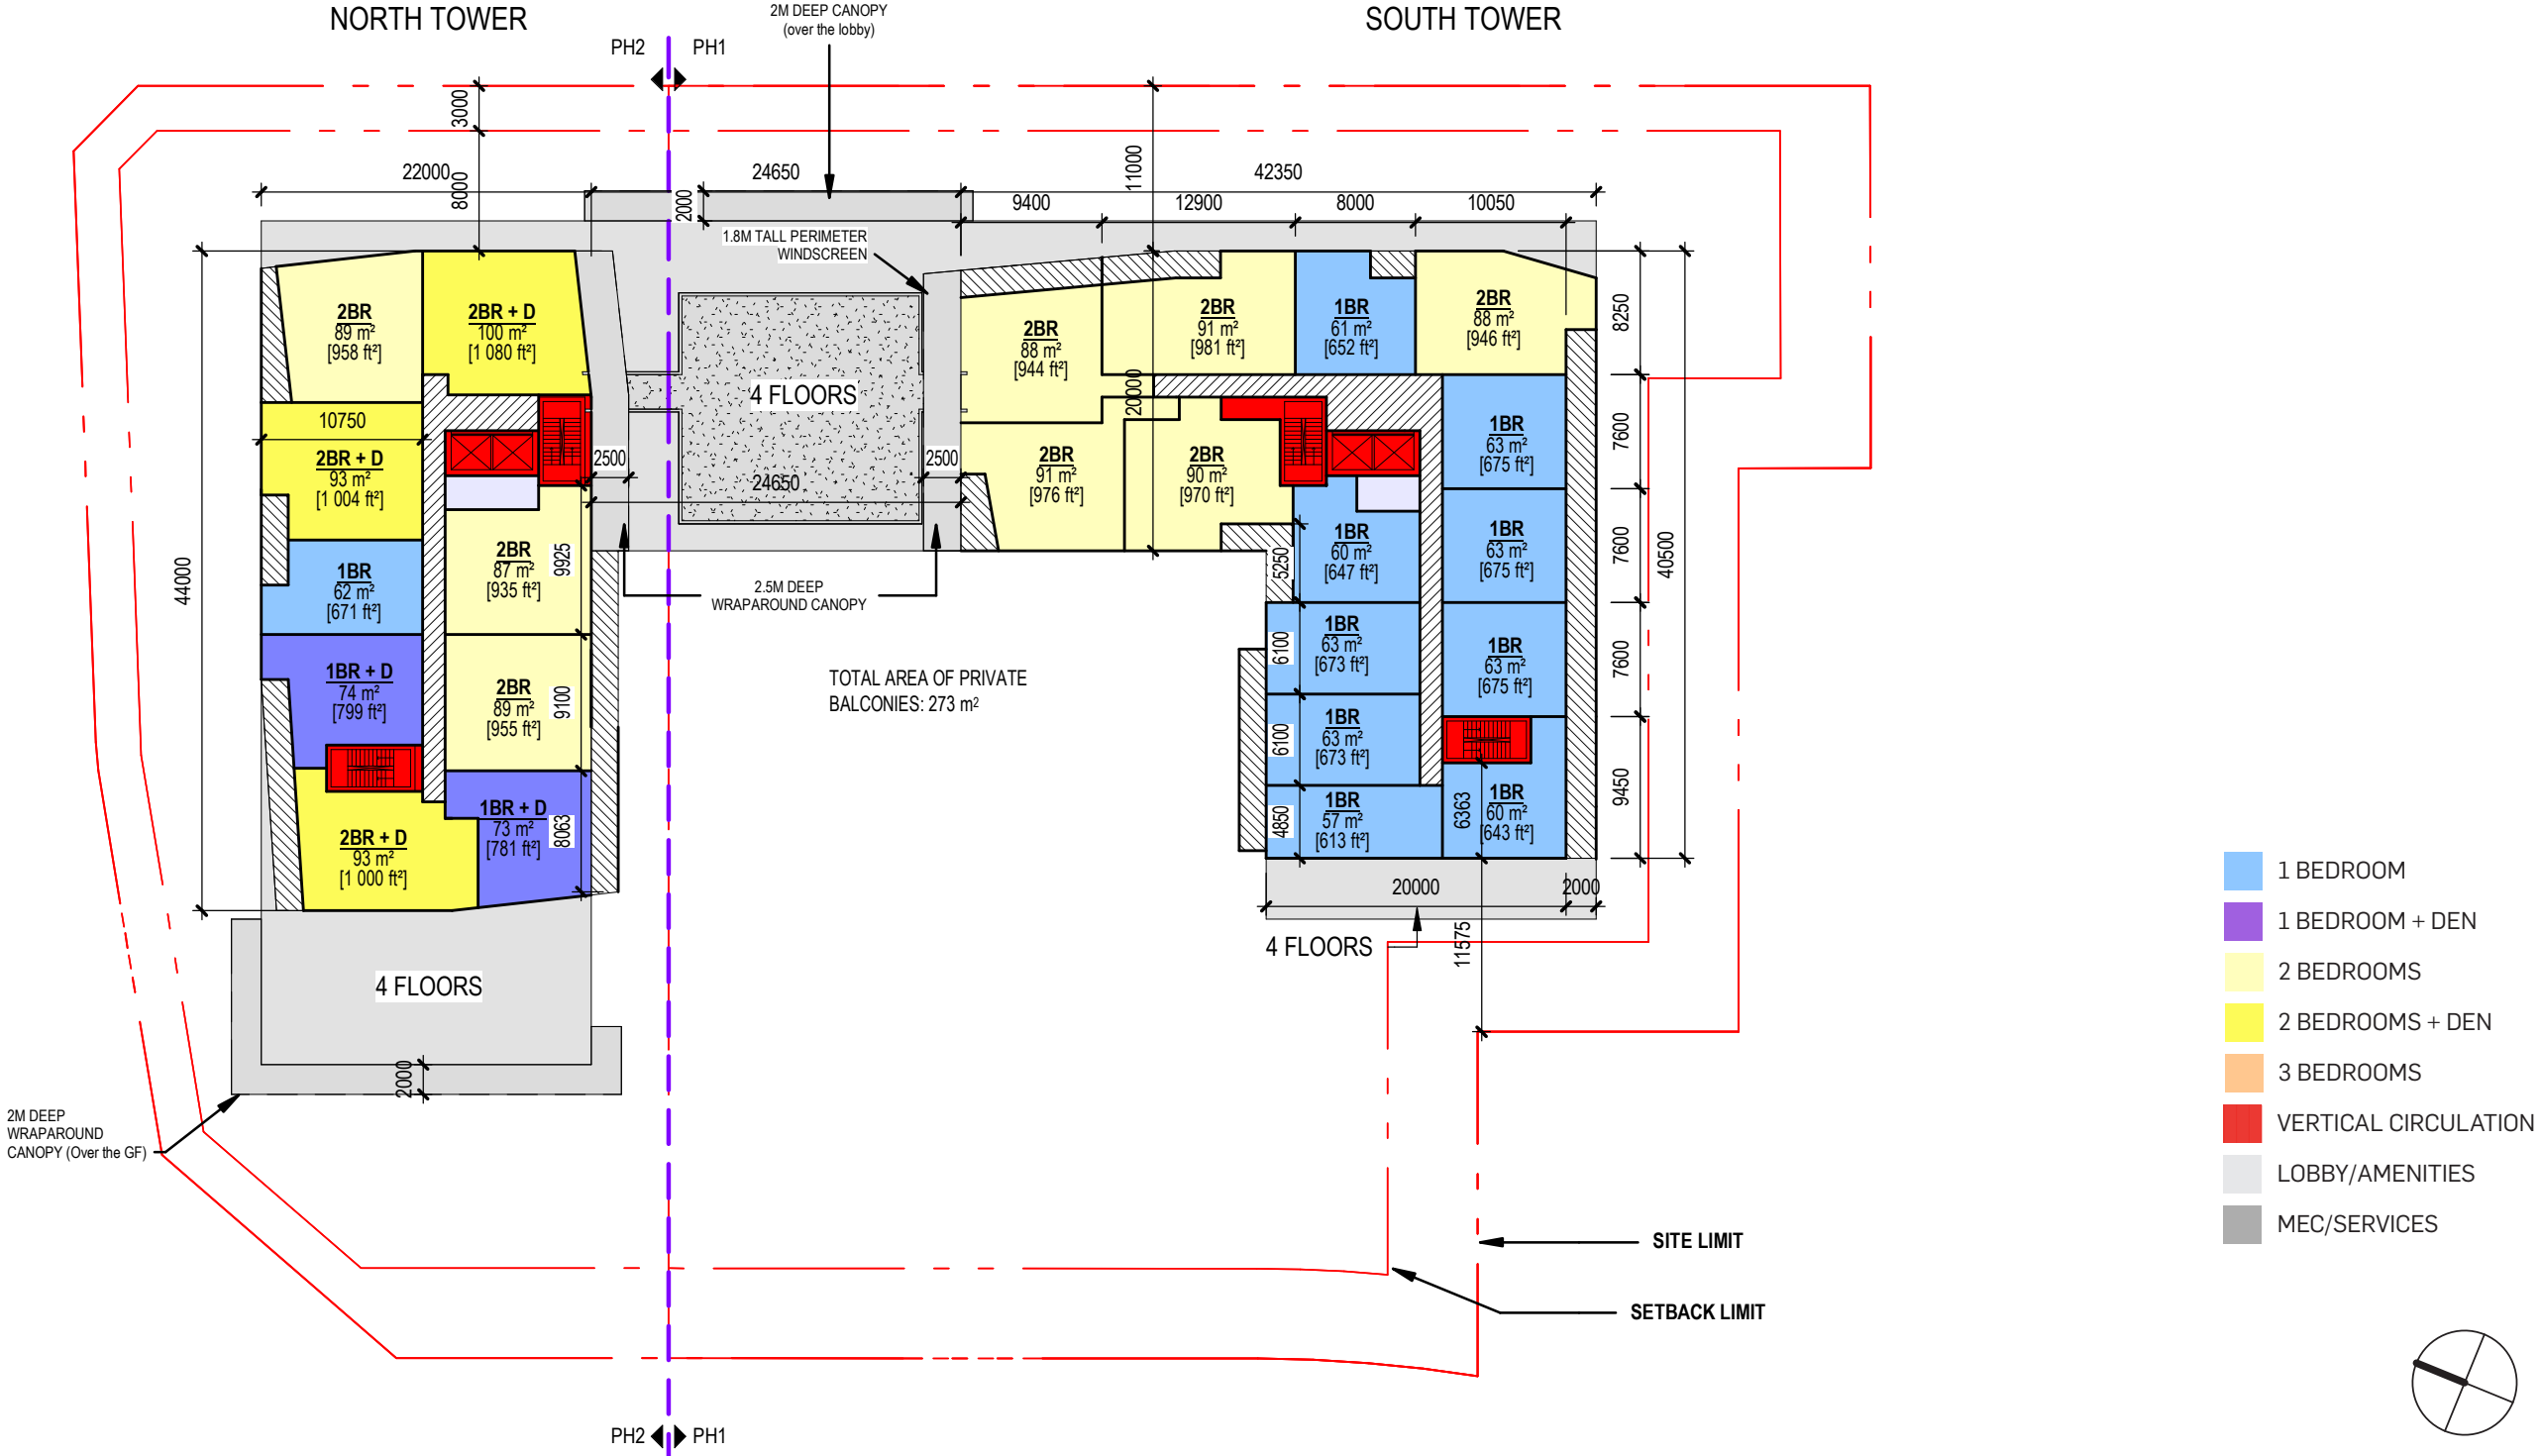 NORTH TOWER
2M DEEP CANOPY
(over the lobby)
SOUTH TOWER
PH2
PH1
3000
11000
22000
8000
24650
2000
42350
9400
12900
8000
10050
1.8M TALL PERIMETER
WINDSCREEN
2BR
89 m²
[958 ft²]
2BR + D
100 m²
[1 080 ft²]
4 FLOORS
2BR
88 m²
[944 ft²]
2BR
91 m²
[981 ft²]
1BR
61 m²
[652 ft²]
2BR
88 m²
[946 ft²]
8250
20000
10750
2BR + D
93 m²
[1 004 ft²]
2500
24650
2500
2BR
91 m²
[976 ft²]
2BR
90 m²
[970 ft²]
1BR
63 m²
[675 ft²]
7600
44000
1BR
62 m²
[671 ft²]
2BR
87 m²
[935 ft²]
9925
2.5M DEEP
WRAPAROUND CANOPY
5250
1BR
60 m²
[647 ft²]
1BR
63 m²
[675 ft²]
7600
40500
1BR + D
74 m²
[799 ft²]
2BR
89 m²
[955 ft²]
9100
TOTAL AREA OF PRIVATE
BALCONIES: 273 m²
6100
1BR
63 m²
[673 ft²]
1BR
63 m²
[675 ft²]
7600
6100
1BR
63 m²
[673 ft²]
2BR + D
93 m²
[1 000 ft²]
1BR + D
73 m²
[781 ft²]
8063
4850
1BR
57 m²
[613 ft²]
6363
1BR
60 m²
[643 ft²]
9450
20000
2000
4 FLOORS
11575
4 FLOORS
2000
2M DEEP
WRAPAROUND
CANOPY (Over the GF)
SITE LIMIT
SETBACK LIMIT
PH2
PH1
1 BEDROOM
1 BEDROOM + DEN
2 BEDROOMS
2 BEDROOMS + DEN
3 BEDROOMS
VERTICAL CIRCULATION
LOBBY/AMENITIES
MEC/SERVICES